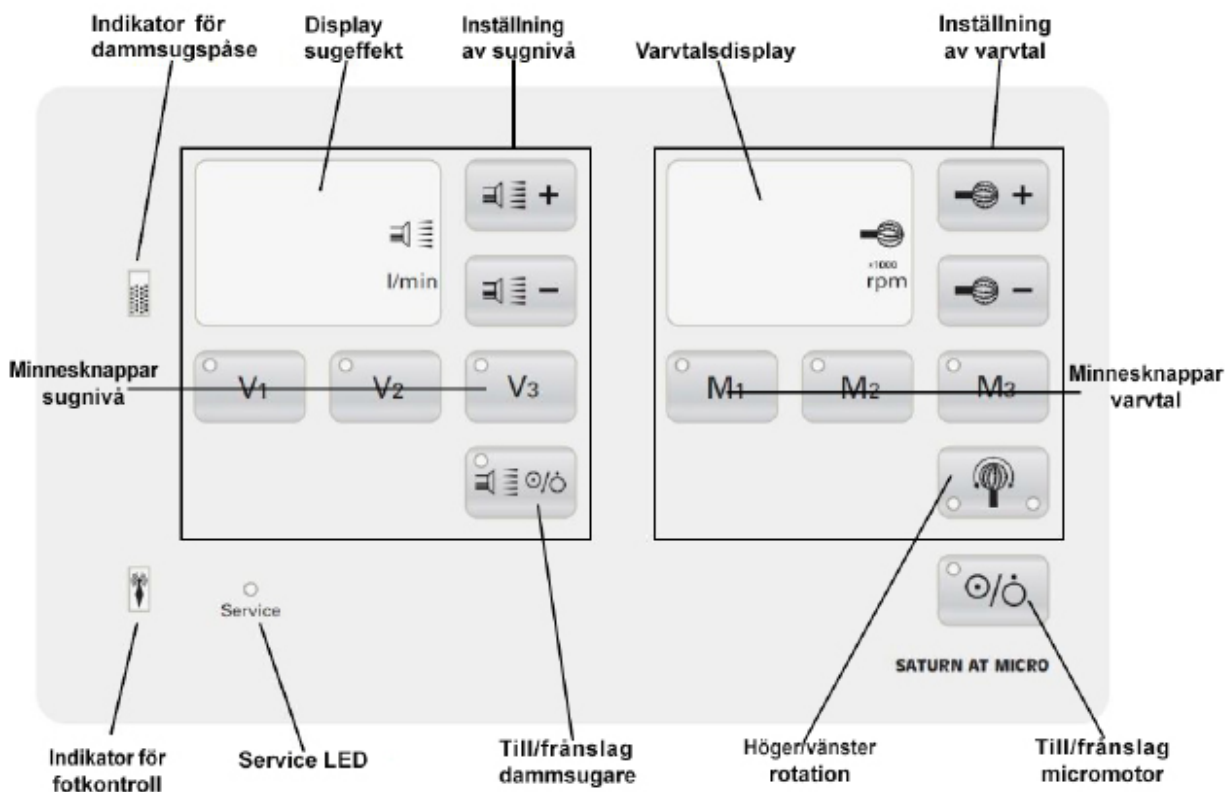 Indikator för
dammsugspåse
Display
sugeffekt
Inställning
av sugnivå
Varvtalsdisplay
Inställning
av varvtal
+
+
l/min
×1000
rpm
−
−
Minnesknappar
sugnivå
V1
V2
V3
M1
M2
M3
Minnesknappar
varvtal
Service
SATURN AT MICRO
Indikator för
fotkontroll
Service LED
Till/frånslag
dammsugare
Höger/vänster
rotation
Till/frånslag
micromotor